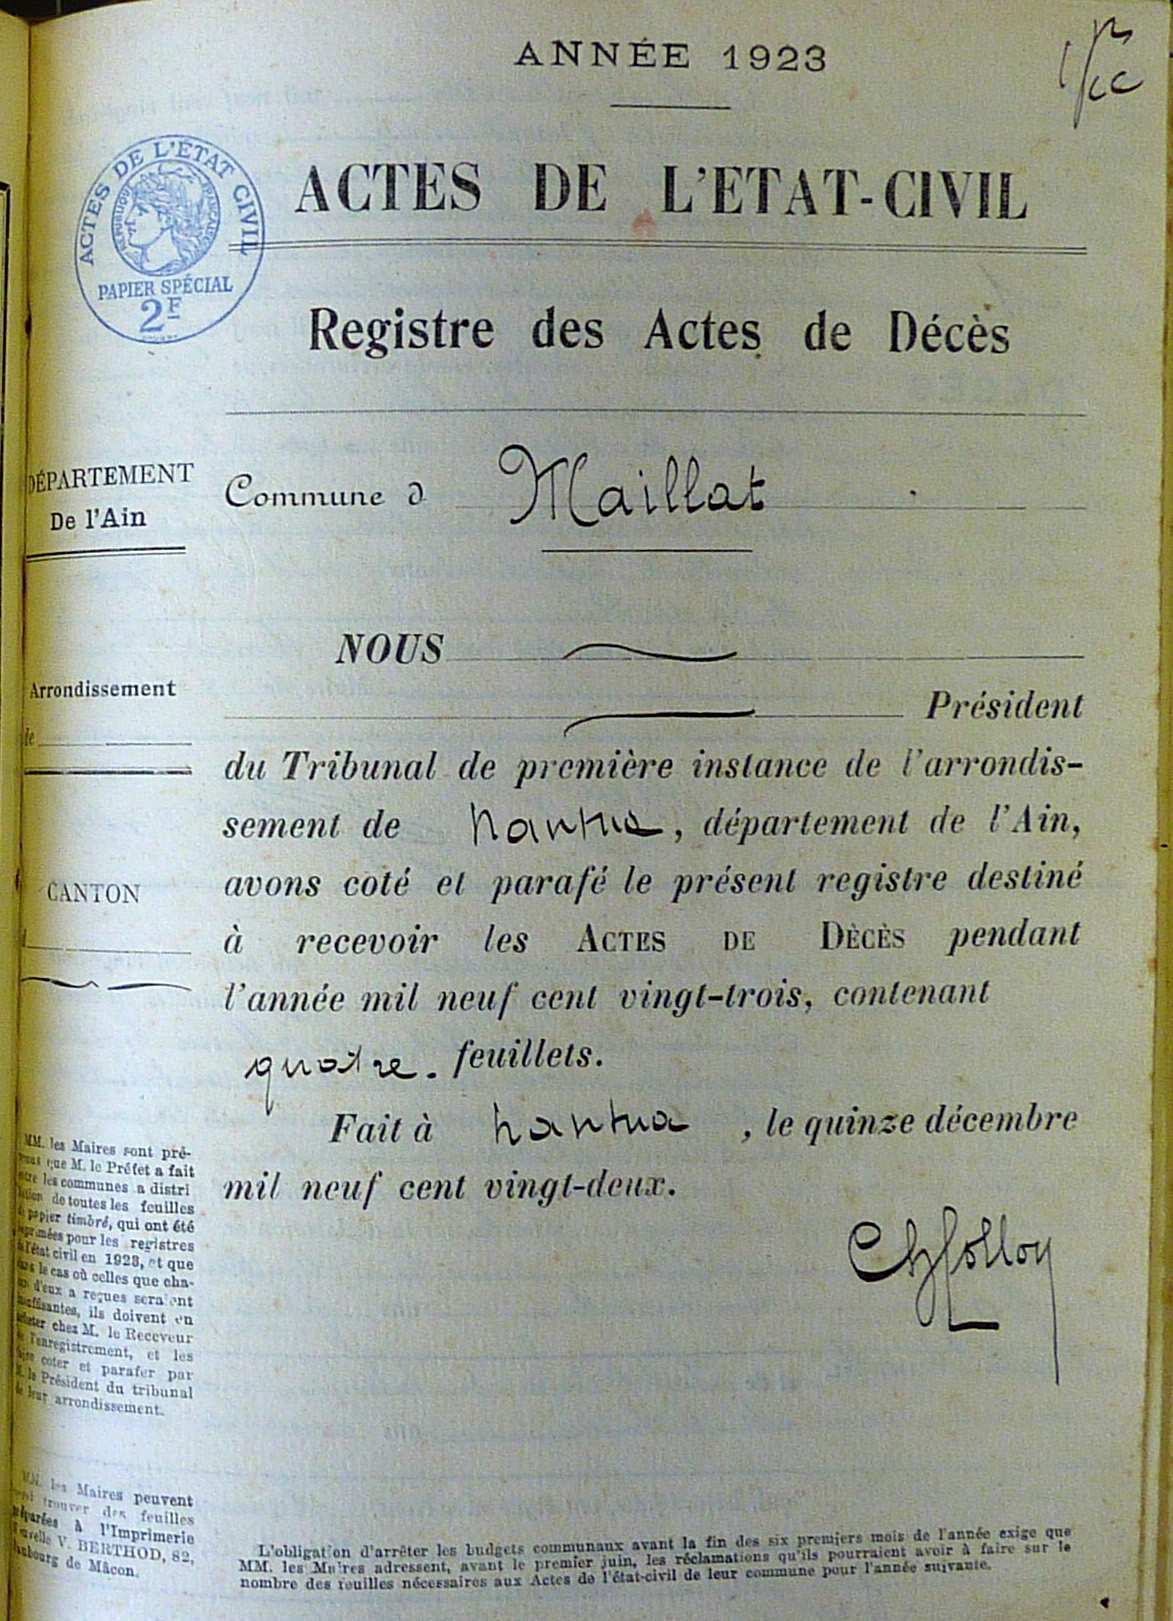 ANNÉE 1923
ACTES DE L'ÉTAT CIVIL
RÉPUBLIQUE FRANÇAISE
PAPIER SPÉCIAL
2F
ACTES DE L'ETAT-CIVIL
Registre des Actes de Décès
DÉPARTEMENT
De l'Ain
Commune d Maillat
Arrondissement
de
CANTON
d
NOUS
Président
du Tribunal de première instance de l'arrondis-
sement de Nantua, département de l'Ain,
avons coté et parafé le présent registre destiné
à recevoir les ACTES DE DÈCÈS pendant
l'année mil neuf cent vingt-trois, contenant
quatre. feuillets.
Fait à Nantua, le quinze décembre
mil neuf cent vingt-deux.
MM. les Maires sont pré-
que M. le Préfet a fait
les communes a distri
de toutes les feuilles
papier timbré, qui ont été
pour les registres
l'état civil en 1923, et que
le cas où celles que cha-
d'eux a reçues seraient
ils doivent en
chez M. le Receveur
l'enregistrement, et les
coter et parafer par
M. le Président du tribunal
de leur arrondissement.
MM. les Maires peuvent
trouver des feuilles
à l'Imprimerie
V. BERTHOD, 82,
de Mâcon.
L'obligation d'arrêter les budgets communaux avant la fin des six premiers mois de l'année exige que
MM. les Maires adressent, avant le premier juin, les réclamations qu'ils pourraient avoir à faire sur le
nombre des feuilles nécessaires aux Actes de l'état-civil de leur commune pour l'année suivante.